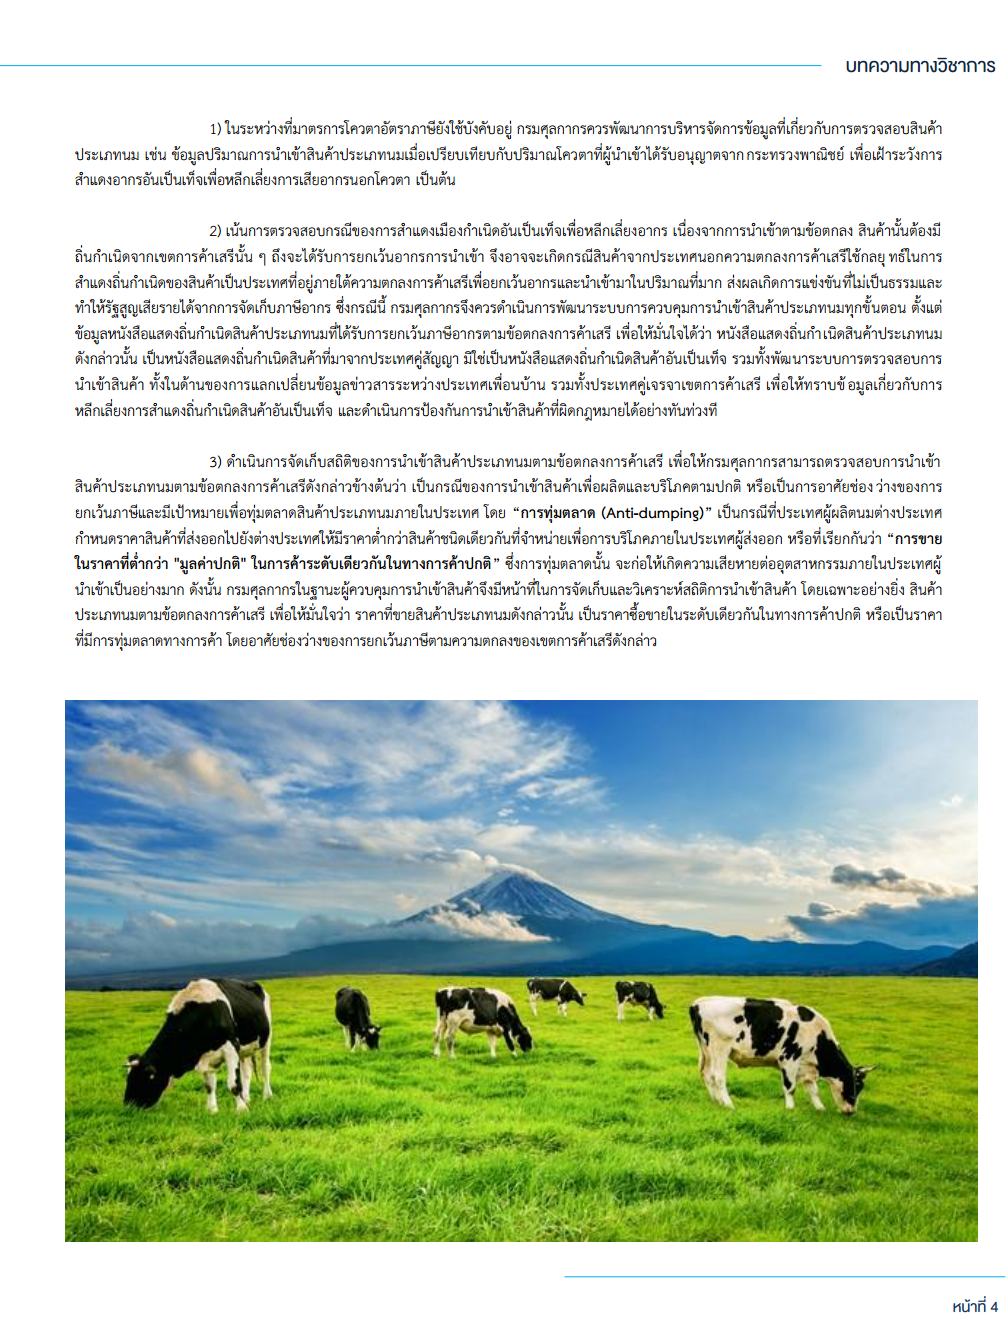 บทความทางวิชาการ
1) ในระหว่างที่มาตรการโควตาอัตราภาษียังใช้บังคับอยู่ กรมศุลกากรควรพัฒนาการบริหารจัดการข้อมูลที่เกี่ยวกับการตรวจสอบสินค้า
ประเภทนม เช่น ข้อมูลปริมาณการนำเข้าสินค้าประเภทนมเมื่อเปรียบเทียบกับปริมาณโควตาที่ผู้นำเข้าได้รับอนุญาตจากกระทรวงพาณิชย์ เพื่อเฝ้าระวังการ
สำแดงอากรอันเป็นเท็จเพื่อหลีกเลี่ยงการเสียอากรนอกโควตา เป็นต้น
2) เน้นการตรวจสอบกรณีของการสำแดงเมืองกำเนิดอันเป็นเท็จเพื่อหลีกเลี่ยงอากร เนื่องจากการนำเข้าตามข้อตกลง สินค้านั้นต้องมี
ถิ่นกำเนิดจากเขตการค้าเสรีนั้น ๆ ถึงจะได้รับการยกเว้นอากรการนำเข้า จึงอาจจะเกิดกรณีสินค้าจากประเทศนอกความตกลงการค้าเสรีใช้กลยุทธ์ในการ
สำแดงถิ่นกำเนิดของสินค้าเป็นประเทศที่อยู่ภายใต้ความตกลงการค้าเสรีเพื่อยกเว้นอากรและนำเข้ามาในปริมาณที่มาก ส่งผลเกิดการแข่งขันที่ไม่เป็นธรรมและ
ทำให้รัฐสูญเสียรายได้จากการจัดเก็บภาษีอากร ซึ่งกรณีนี้ กรมศุลกากรจึงควรดำเนินการพัฒนาระบบการควบคุมการนำเข้าสินค้าประเภทนมทุกขั้นตอน ตั้งแต่
ข้อมูลหนังสือแสดงถิ่นกำเนิดสินค้าประเภทนมที่ได้รับการยกเว้นภาษีอากรตามข้อตกลงการค้าเสรี เพื่อให้มั่นใจได้ว่า หนังสือแสดงถิ่นกำเนิดสินค้าประเภทนม
ดังกล่าวนั้น เป็นหนังสือแสดงถิ่นกำเนิดสินค้าที่มาจากประเทศคู่สัญญา มิใช่เป็นหนังสือแสดงถิ่นกำเนิดสินค้าอันเป็นเท็จ รวมทั้งพัฒนาระบบการตรวจสอบการ
นำเข้าสินค้า ทั้งในด้านของการแลกเปลี่ยนข้อมูลข่าวสารระหว่างประเทศเพื่อนบ้าน รวมทั้งประเทศคู่เจรจาเขตการค้าเสรี เพื่อให้ทราบข้อมูลเกี่ยวกับการ
หลีกเลี่ยงการสำแดงถิ่นกำเนิดสินค้าอันเป็นเท็จ และดำเนินการป้องกันการนำเข้าสินค้าที่ผิดกฎหมายได้อย่างทันท่วงที
3) ดำเนินการจัดเก็บสถิติของการนำเข้าสินค้าประเภทนมตามข้อตกลงการค้าเสรี เพื่อให้กรมศุลกากรสามารถตรวจสอบการนำเข้า
สินค้าประเภทนมตามข้อตกลงการค้าเสรีดังกล่าวข้างต้นว่า เป็นกรณีของการนำเข้าสินค้าเพื่อผลิตและบริโภคตามปกติ หรือเป็นการอาศัยช่องว่างของการ
ยกเว้นภาษีและมีเป้าหมายเพื่อทุ่มตลาดสินค้าประเภทนมภายในประเทศ โดย “การทุ่มตลาด (Anti-dumping)” เป็นกรณีที่ประเทศผู้ผลิตนมต่างประเทศ
กำหนดราคาสินค้าที่ส่งออกไปยังต่างประเทศให้มีราคาต่ำกว่าสินค้าชนิดเดียวกันที่จำหน่ายเพื่อการบริโภคภายในประเทศผู้ส่งออก หรือที่เรียกกันว่า “การขาย
ในราคาที่ต่ำกว่า "มูลค่าปกติ" ในการค้าระดับเดียวกันในทางการค้าปกติ” ซึ่งการทุ่มตลาดนั้น จะก่อให้เกิดความเสียหายต่ออุตสาหกรรมภายในประเทศผู้
นำเข้าเป็นอย่างมาก ดังนั้น กรมศุลกากรในฐานะผู้ควบคุมการนำเข้าสินค้าจึงมีหน้าที่ในการจัดเก็บและวิเคราะห์สถิติการนำเข้าสินค้า โดยเฉพาะอย่างยิ่ง สินค้า
ประเภทนมตามข้อตกลงการค้าเสรี เพื่อให้มั่นใจว่า ราคาที่ขายสินค้าประเภทนมดังกล่าวนั้น เป็นราคาซื้อขายในระดับเดียวกันในทางการค้าปกติ หรือเป็นราคา
ที่มีการทุ่มตลาดทางการค้า โดยอาศัยช่องว่างของการยกเว้นภาษีตามความตกลงของเขตการค้าเสรีดังกล่าว
หน้าที่ 4